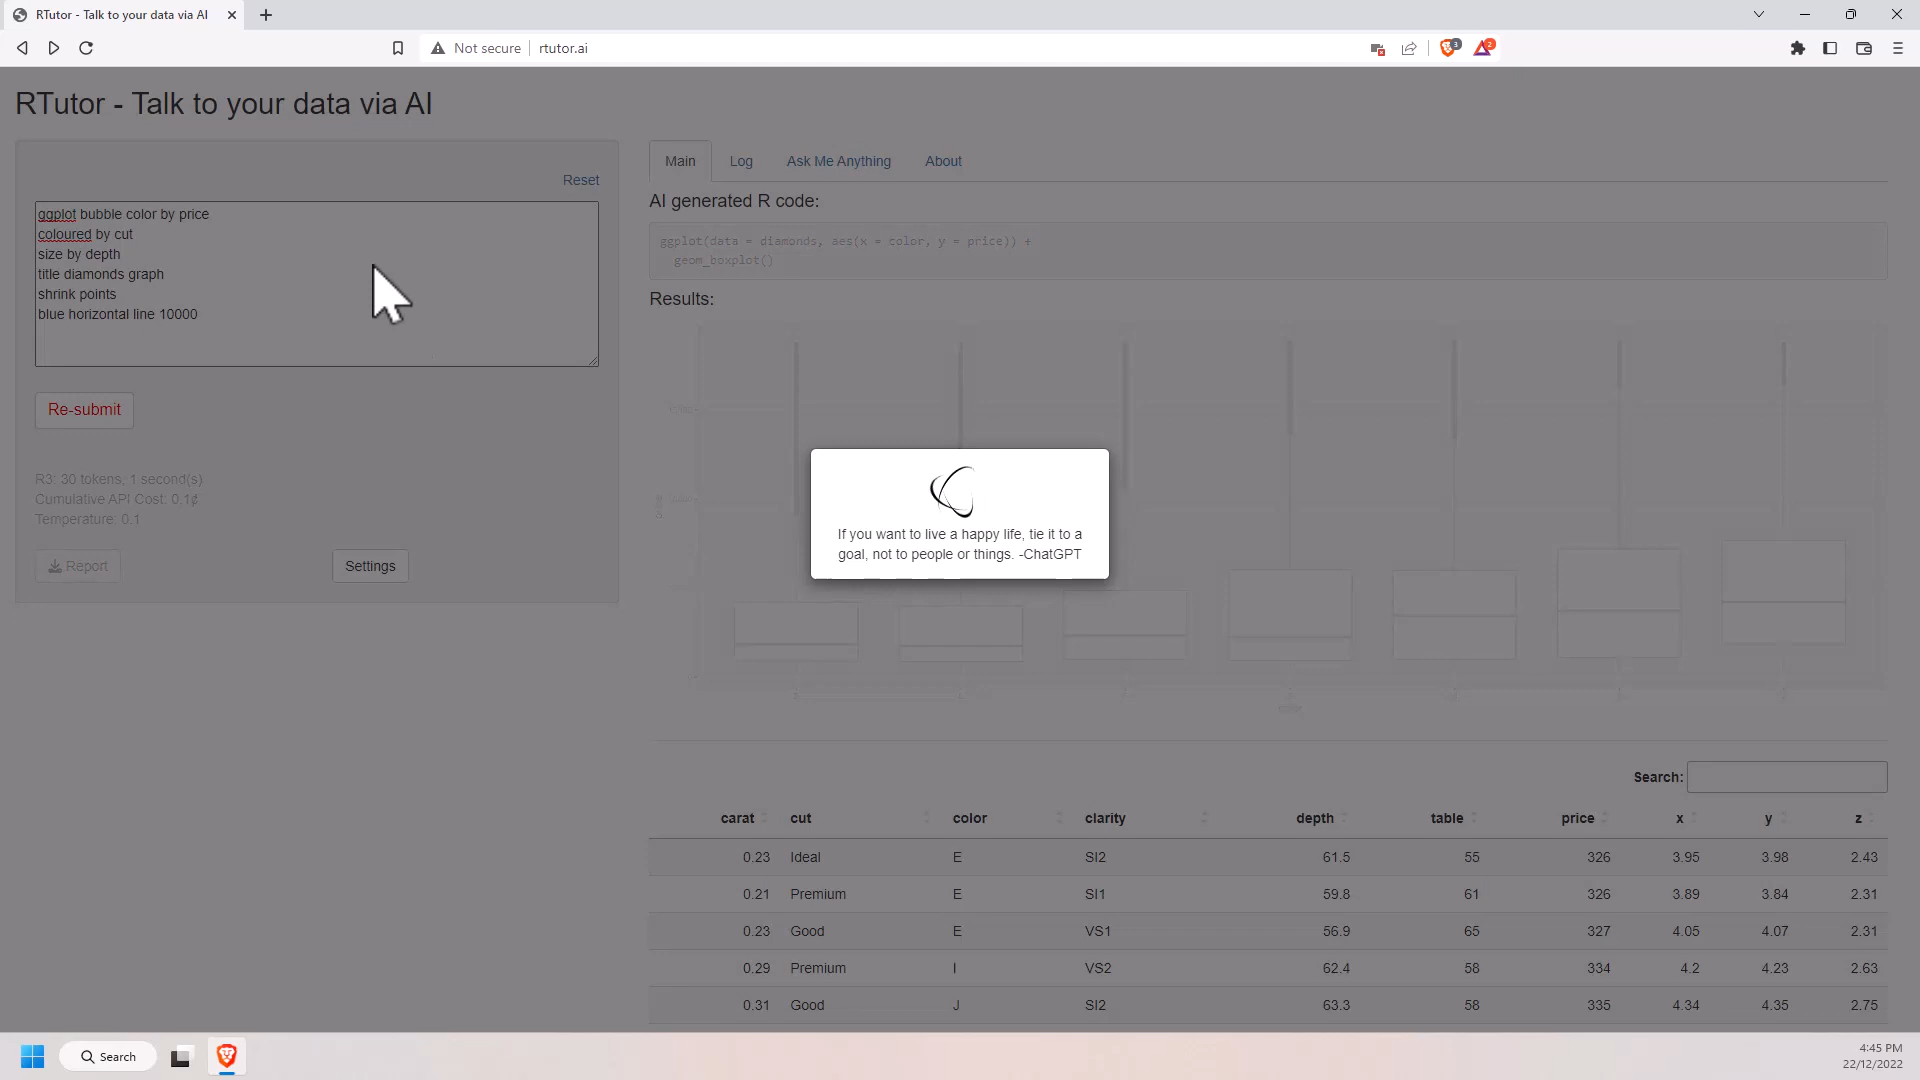 RTutor - Talk to your data via AI
Not secure
rtutor.ai
3
2
RTutor - Talk to your data via AI
Reset
ggplot bubble color by price
coloured by cut
size by depth
title diamonds graph
shrink points
blue horizontal line 10000
Re-submit
R3: 30 tokens, 1 second(s)
Cumulative API Cost: 0.1¢
Temperature: 0.1
Report
Settings
Main Log Ask Me Anything About
AI generated R code:
ggplot(data = diamonds, aes(x = color, y = price)) +
geom_boxplot()
Results:
If you want to live a happy life, tie it to a
goal, not to people or things. -ChatGPT
Search:
carat cut color clarity depth table price x y z
0.23 Ideal E SI2 61.5 55 326 3.95 3.98 2.43
0.21 Premium E SI1 59.8 61 326 3.89 3.84 2.31
0.23 Good E VS1 56.9 65 327 4.05 4.07 2.31
0.29 Premium I VS2 62.4 58 334 4.2 4.23 2.63
0.31 Good J SI2 63.3 58 335 4.34 4.35 2.75
Search
4:45 PM
22/12/2022